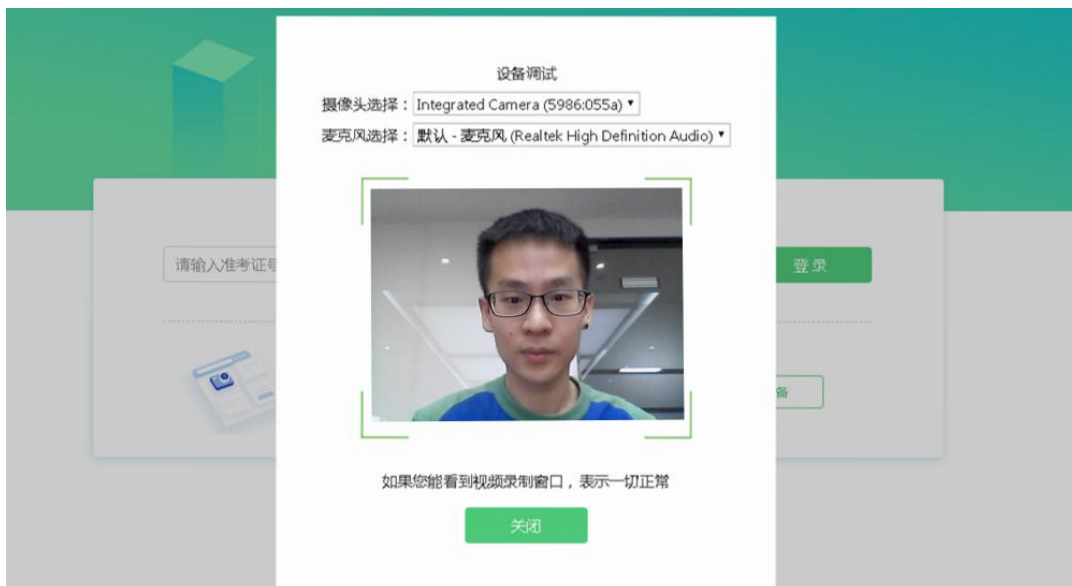 设备调试
摄像头选择：Integrated Camera (5986:055a)
麦克风选择：默认 - 麦克风 (Realtek High Definition Audio)
请输入准考证号
登录
备
如果您能看到视频录制窗口，表示一切正常
关闭